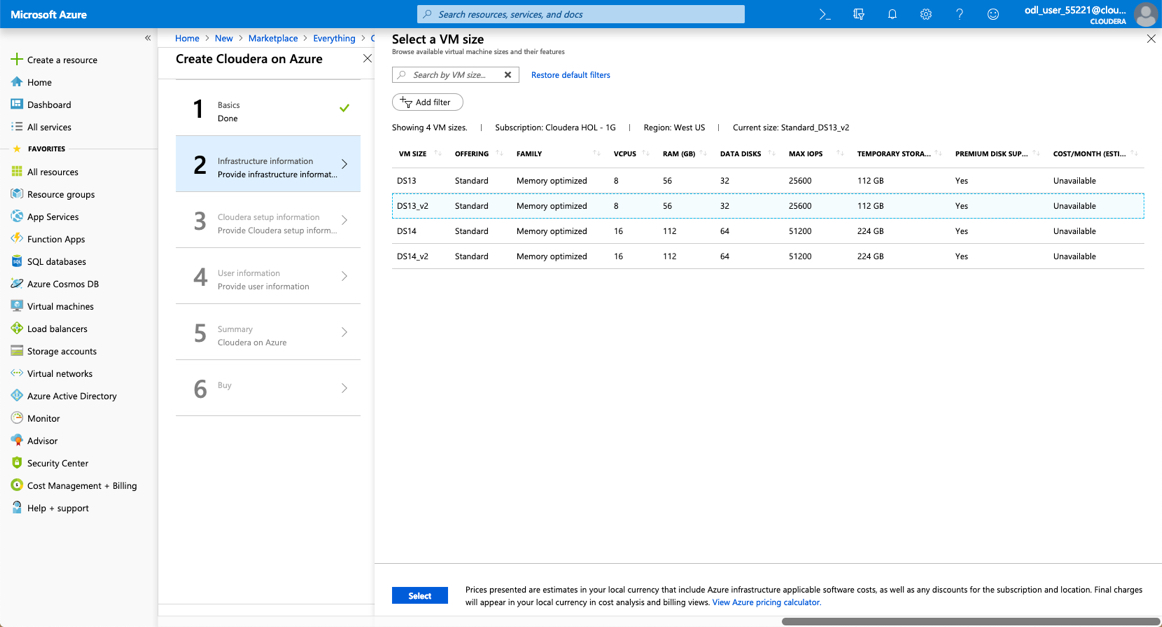 Microsoft Azure
Search resources, services, and docs
odl_user_55221@clou...
CLOUDERA
Create a resource
Home
Dashboard
All services
FAVORITES
All resources
Resource groups
App Services
Function Apps
SQL databases
Azure Cosmos DB
Virtual machines
Load balancers
Storage accounts
Virtual networks
Azure Active Directory
Monitor
Advisor
Security Center
Cost Management + Billing
Help + support
Home > New > Marketplace > Everything >
Create Cloudera on Azure
1 Basics
Done
2 Infrastructure information
Provide infrastructure informat...
3 Cloudera setup information
Provide Cloudera setup inform...
4 User information
Provide user information
5 Summary
Cloudera on Azure
6 Buy
Select a VM size
Browse available virtual machine sizes and their features
Search by VM size...
Restore default filters
Add filter
Showing 4 VM sizes. | Subscription: Cloudera HOL - 1G | Region: West US | Current size: Standard_DS13_v2
VM SIZE OFFERING FAMILY VCPUS RAM (GB) DATA DISKS MAX IOPS TEMPORARY STORA... PREMIUM DISK SUP... COST/MONTH (ESTI...
DS13 Standard Memory optimized 8 56 32 25600 112 GB Yes Unavailable
DS13_v2 Standard Memory optimized 8 56 32 25600 112 GB Yes Unavailable
DS14 Standard Memory optimized 16 112 64 51200 224 GB Yes Unavailable
DS14_v2 Standard Memory optimized 16 112 64 51200 224 GB Yes Unavailable
Select
Prices presented are estimates in your local currency that include Azure infrastructure applicable software costs, as well as any discounts for the subscription and location. Final charges
will appear in your local currency in cost analysis and billing views. View Azure pricing calculator.